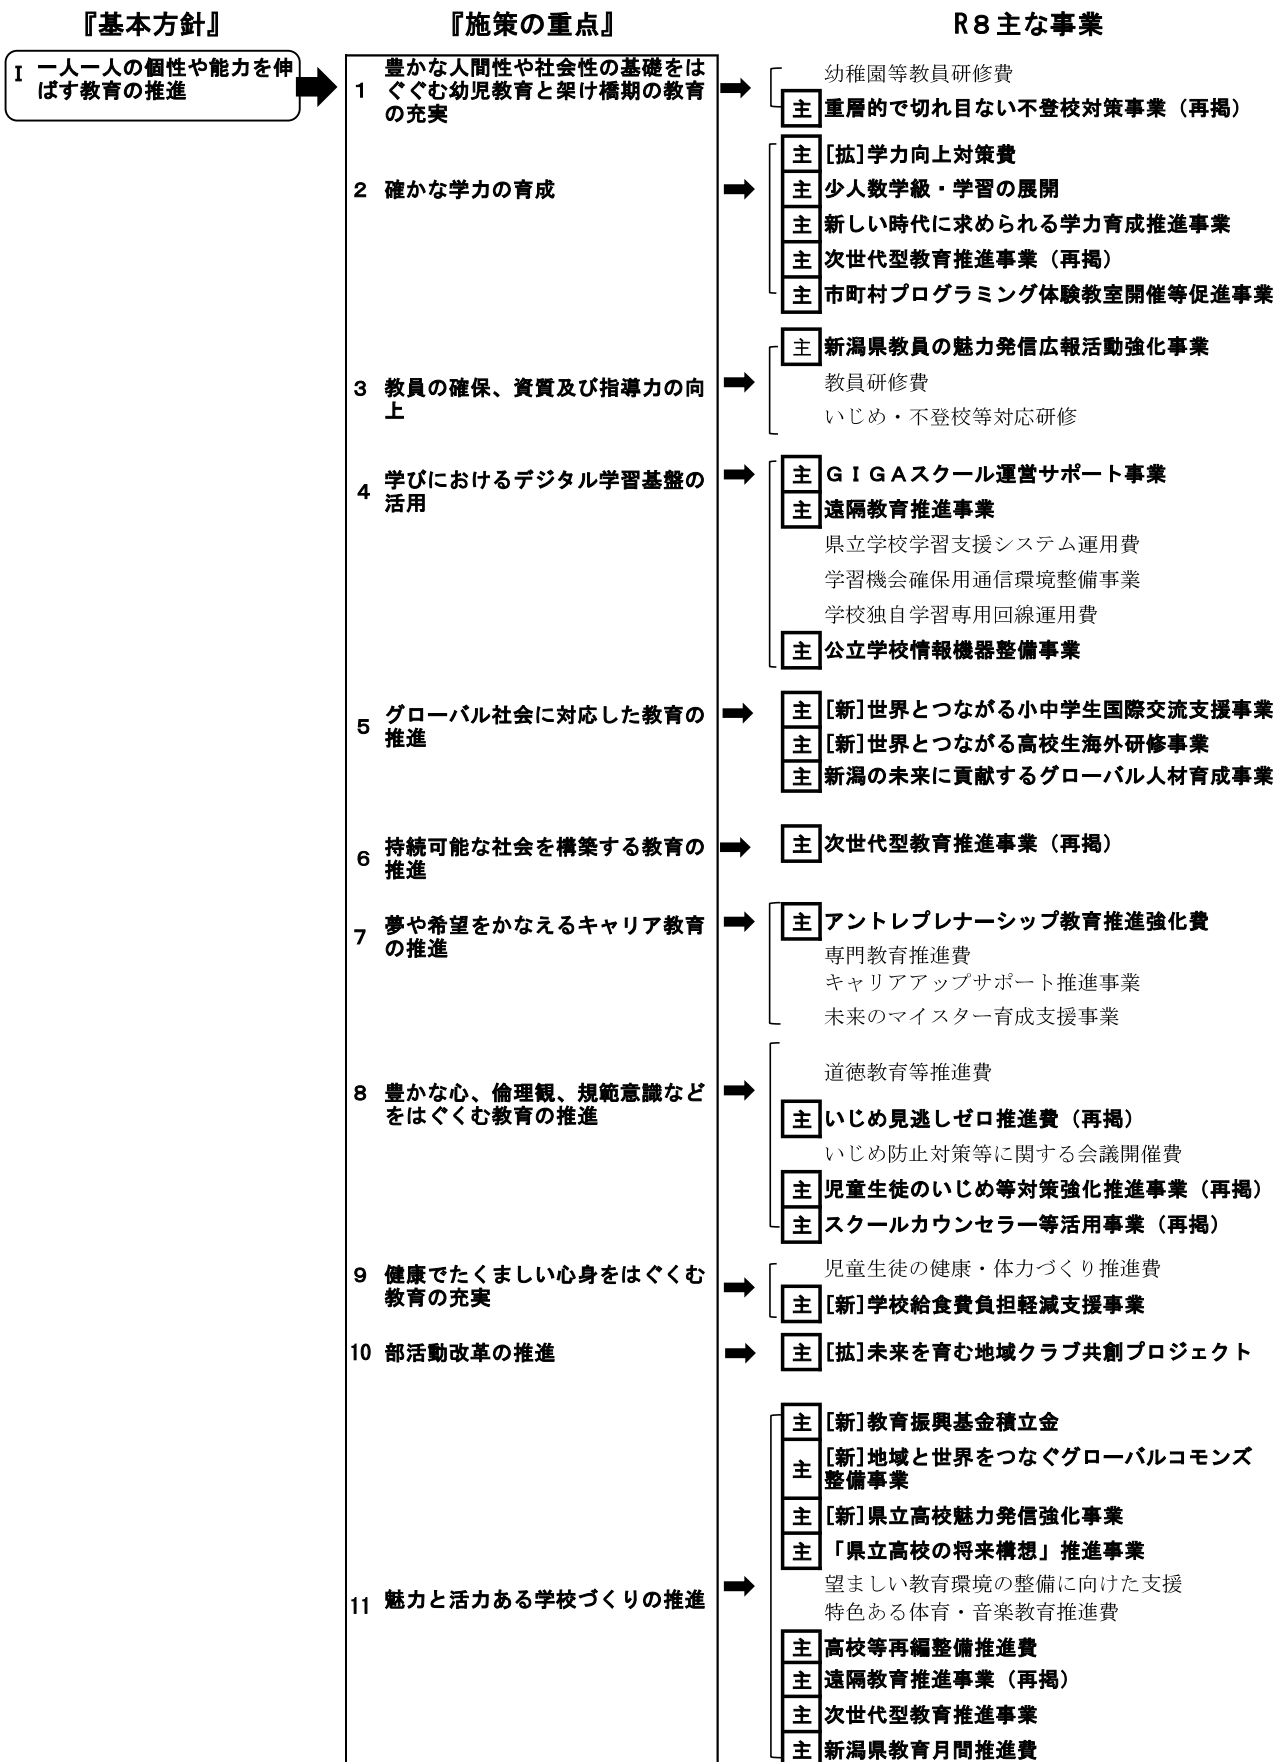 『基本方針』 『施策の重点』 R8主な事業
Ⅰ 一人一人の個性や能力を伸
ばす教育の推進
1 豊かな人間性や社会性の基礎をは
ぐぐむ幼児教育と架け橋期の教育
の充実
幼稚園等教員研修費
主 重層的で切れ目ない不登校対策事業（再掲）
2 確かな学力の育成
主 [拡]学力向上対策費
主 少人数学級・学習の展開
主 新しい時代に求められる学力育成推進事業
主 次世代型教育推進事業（再掲）
主 市町村プログラミング体験教室開催等促進事業
3 教員の確保、資質及び指導力の向
上
主 新潟県教員の魅力発信広報活動強化事業
教員研修費
いじめ・不登校等対応研修
4 学びにおけるデジタル学習基盤の
活用
主 ＧＩＧＡスクール運営サポート事業
主 遠隔教育推進事業
県立学校学習支援システム運用費
学習機会確保用通信環境整備事業
学校独自学習専用回線運用費
主 公立学校情報機器整備事業
5 グローバル社会に対応した教育の
推進
主 [新]世界とつながる小中学生国際交流支援事業
主 [新]世界とつながる高校生海外研修事業
主 新潟の未来に貢献するグローバル人材育成事業
6 持続可能な社会を構築する教育の
推進
主 次世代型教育推進事業（再掲）
7 夢や希望をかなえるキャリア教育
の推進
主 アントレプレナーシップ教育推進強化費
専門教育推進費
キャリアアップサポート推進事業
未来のマイスター育成支援事業
8 豊かな心、倫理観、規範意識など
をはぐくむ教育の推進
道徳教育等推進費
主 いじめ見逃しゼロ推進費（再掲）
いじめ防止対策等に関する会議開催費
主 児童生徒のいじめ等対策強化推進事業（再掲）
主 スクールカウンセラー等活用事業（再掲）
9 健康でたくましい心身をはぐくむ
教育の充実
児童生徒の健康・体力づくり推進費
主 [新]学校給食費負担軽減支援事業
10 部活動改革の推進
主 [拡]未来を育む地域クラブ共創プロジェクト
11 魅力と活力ある学校づくりの推進
主 [新]教育振興基金積立金
主 [新]地域と世界をつなぐグローバルコモンズ
整備事業
主 [新]県立高校魅力発信強化事業
主 「県立高校の将来構想」推進事業
望ましい教育環境の整備に向けた支援
特色ある体育・音楽教育推進費
主 高校等再編整備推進費
主 遠隔教育推進事業（再掲）
主 次世代型教育推進事業
主 新潟県教育月間推進費